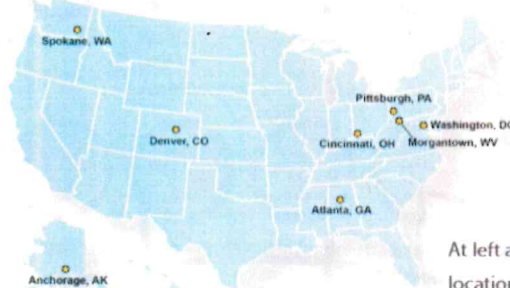 Spokane, WA
Pittsburgh, PA
Washington, DC
Denver, CO
Cincinnati, OH
Morgantown, WV
Atlanta, GA
At left a
Anchorage, AK
location